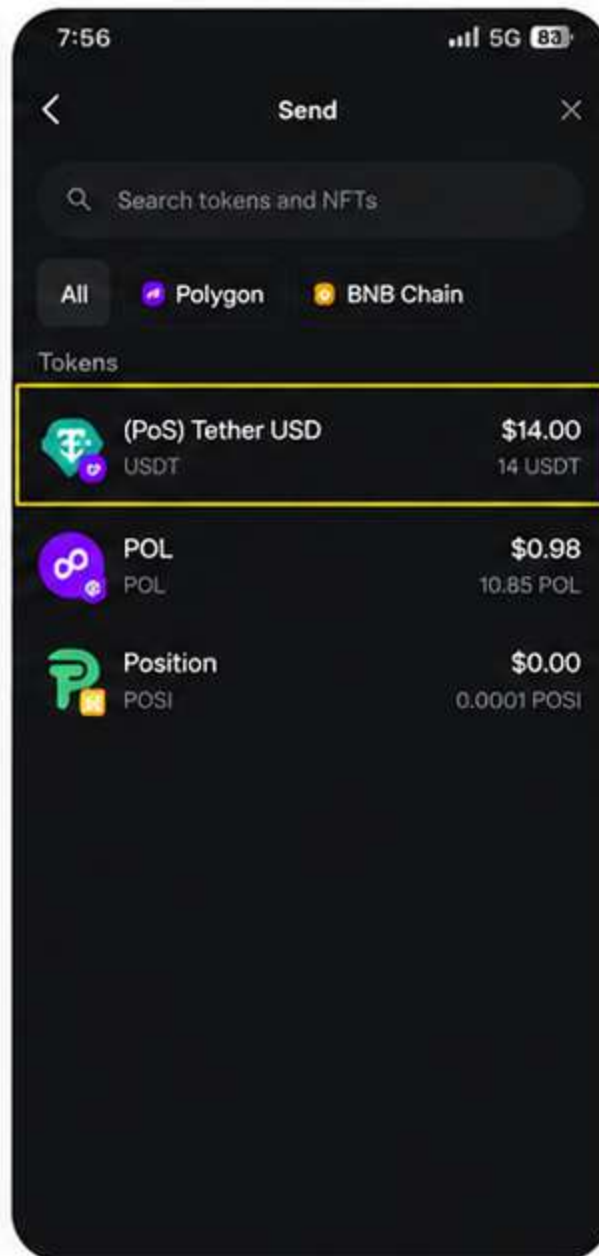 7:56 5G 83
Send
Search tokens and NFTs
All Polygon BNB Chain
Tokens
(PoS) Tether USD $14.00
USDT 14 USDT
POL $0.98
POL 10.85 POL
Position $0.00
POSI 0.0001 POSI